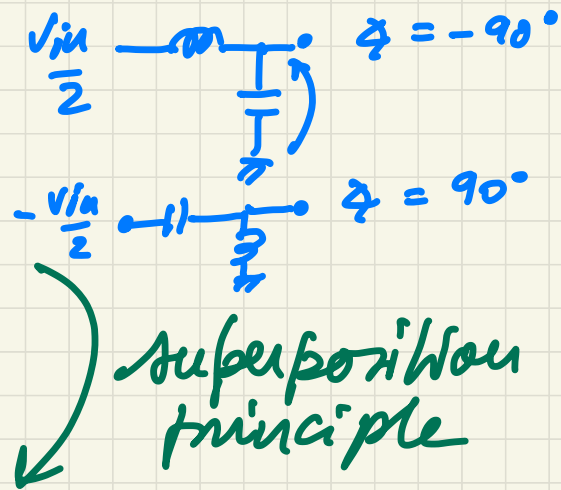 Vin/2 ∡ = -90°
- Vin/2 ∡ = 90°
superposition
principle